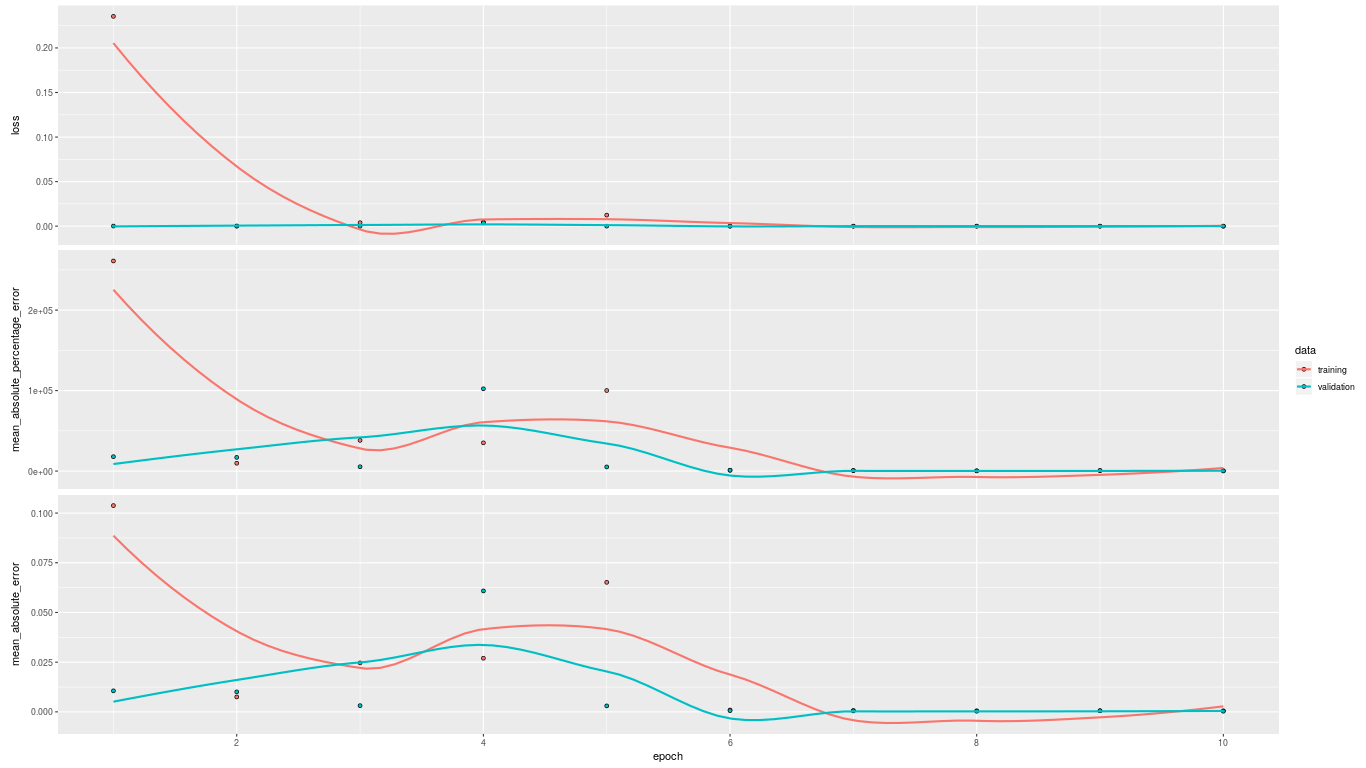 loss
0.20
0.15
0.10
0.05
0.00
mean_absolute_percentage_error
2e+05
1e+05
0e+00
mean_absolute_error
0.100
0.075
0.050
0.025
0.000
2
4
6
8
10
epoch
data
training
validation